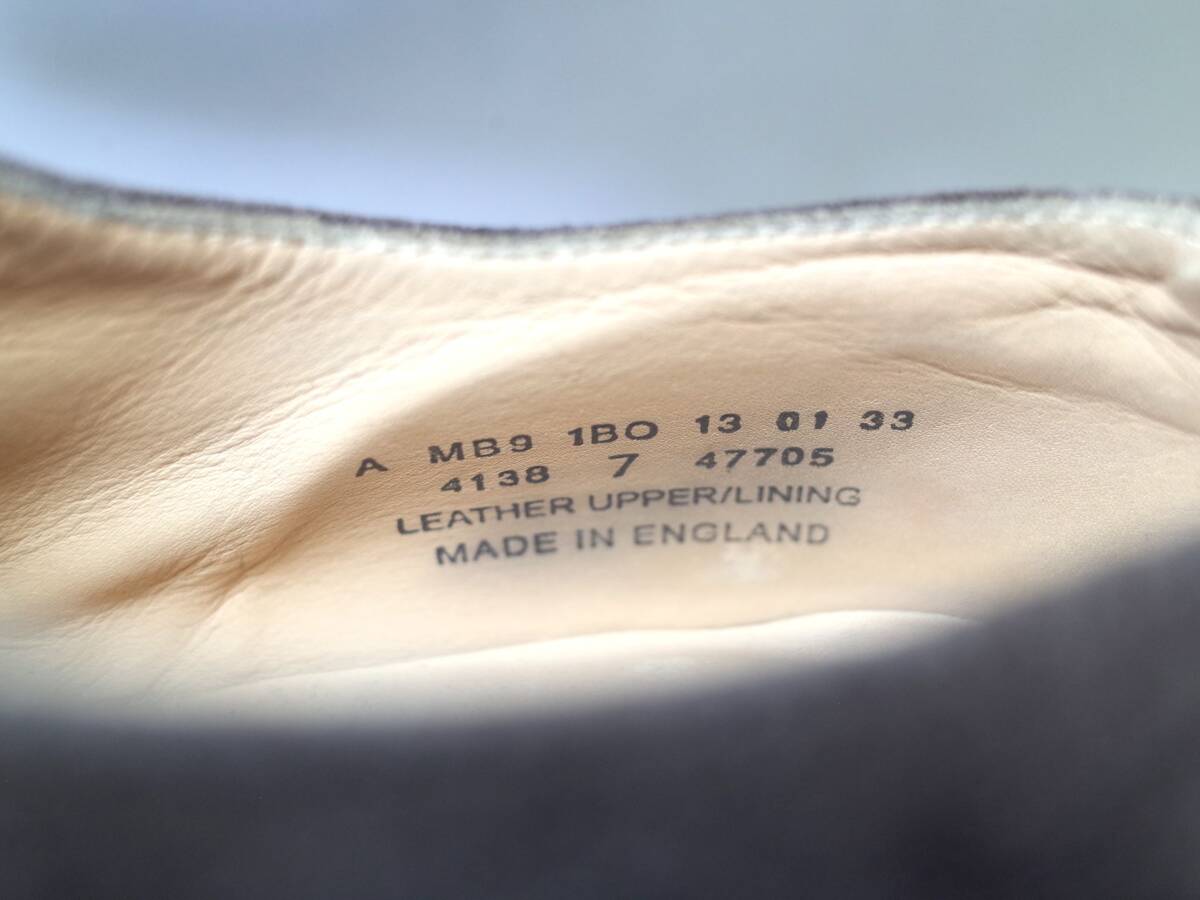 A MB9 1BO 13 01 33
4138 7 47705
LEATHER UPPER/LINING
MADE IN ENGLAND